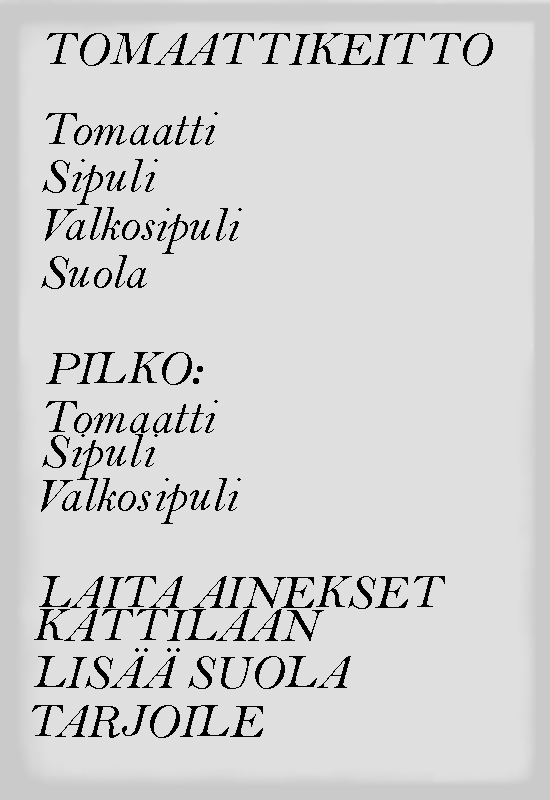 TOMAATTIKEITTO
Tomaatti
Sipuli
Valkosipuli
Suola
PILKO:
Tomaatti
Sipuli
Valkosipuli
LAITA AINEKSET
KATTILAAN
LISÄÄ SUOLA
TARJOILE